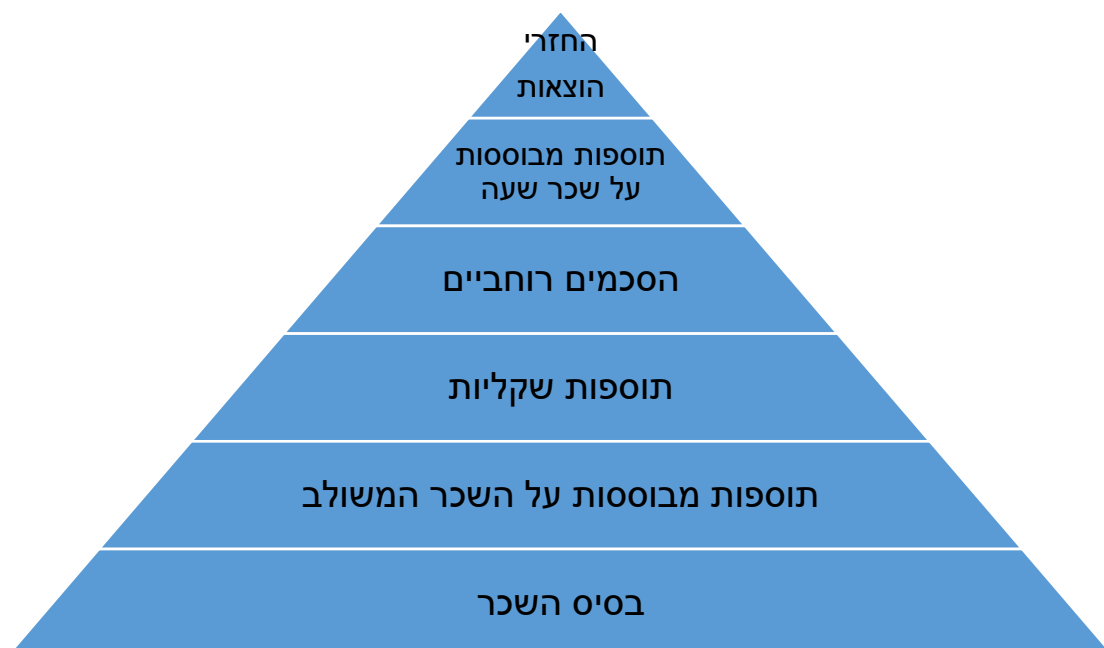 החזרי
הוצאות
תוספות מבוססות
על שכר שעה
הסכמים רוחביים
תוספות שקליות
תוספות מבוססות על השכר המשולב
בסיס השכר